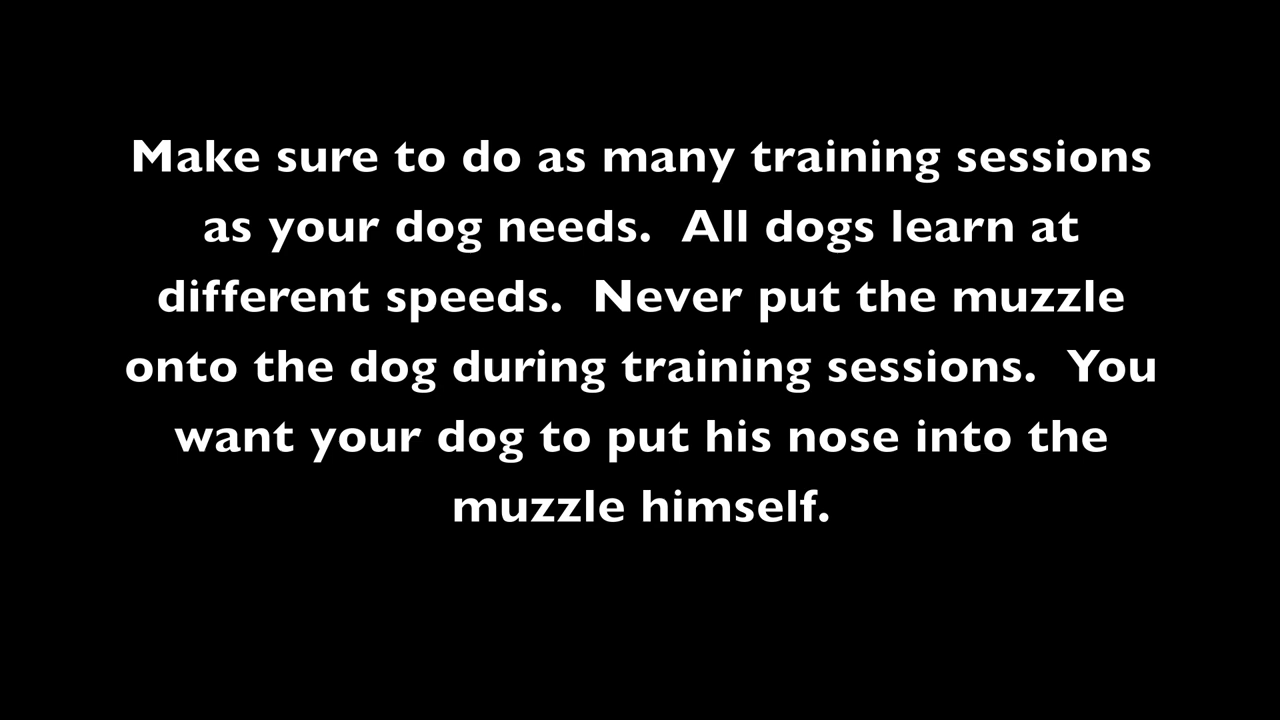 Make sure to do as many training sessions
as your dog needs.  All dogs learn at
different speeds.  Never put the muzzle
onto the dog during training sessions.  You
want your dog to put his nose into the
muzzle himself.